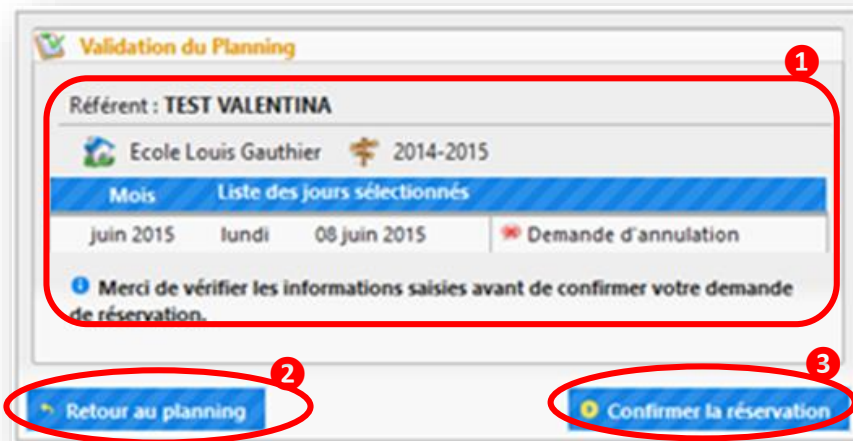 Validation du Planning
1
Référent : TEST VALENTINA
Ecole Louis Gauthier 2014-2015
Mois Liste des jours sélectionnés
juin 2015 lundi 08 juin 2015 Demande d'annulation
Merci de vérifier les informations saisies avant de confirmer votre demande
de réservation.
2
3
Retour au planning Confirmer la réservation